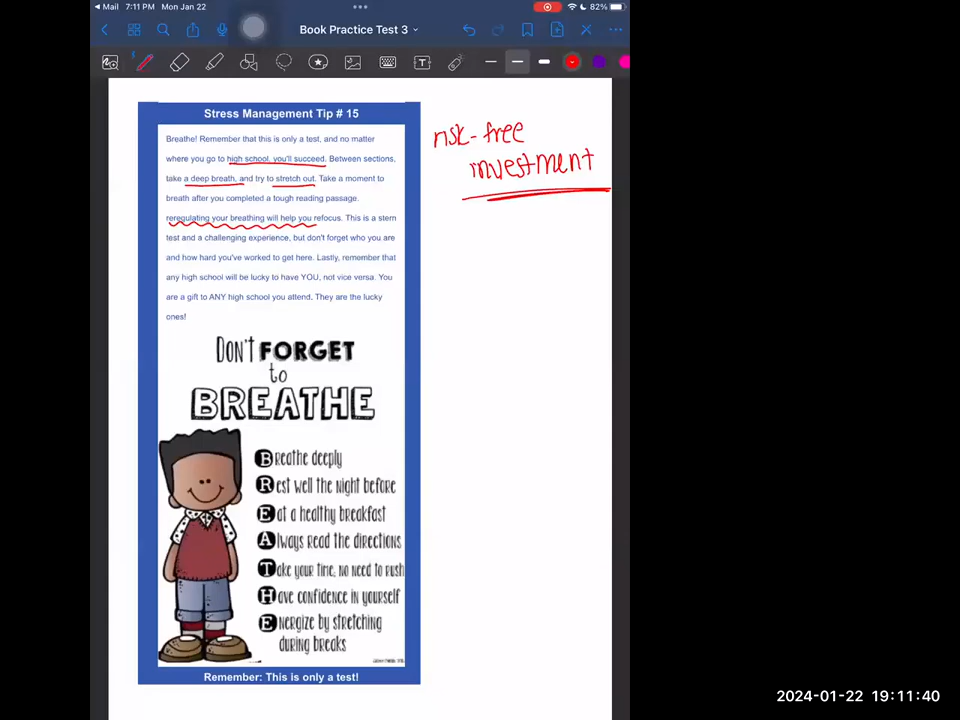 Mail 7:11 PM Mon Jan 22
82%
Book Practice Test 3
Stress Management Tip # 15
Breathe! Remember that this is only a test, and no matter
where you go to high school, you'll succeed. Between sections,
take a deep breath, and try to stretch out. Take a moment to
breath after you completed a tough reading passage.
reregulating your breathing will help you refocus. This is a stern
test and a challenging experience, but don't forget who you are
and how hard you've worked to get here. Lastly, remember that
any high school will be lucky to have YOU, not vice versa. You
are a gift to ANY high school you attend. They are the lucky
ones!
risk-free
investment
DON'T FORGET
to
BREATHE
Breathe deeply
Rest well the night before
Eat a healthy breakfast
Always read the directions
Take your time, no need to rush
Have confidence in yourself
Energize by stretching
during breaks
Remember: This is only a test!
2024-01-22 19:11:40